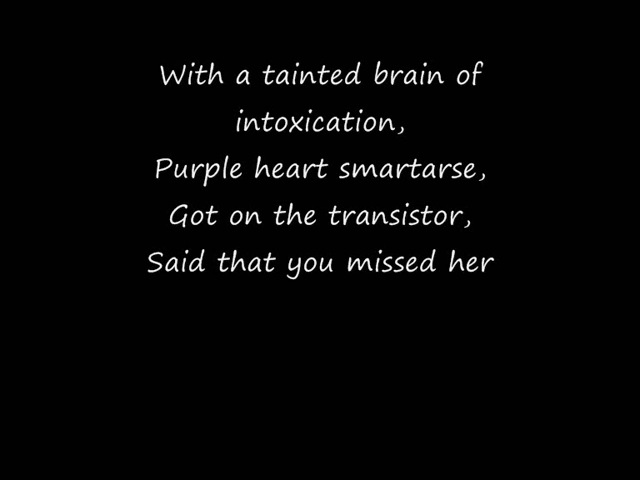 With a tainted brain of
intoxication,
Purple heart smartarse,
Got on the transistor,
Said that you missed her